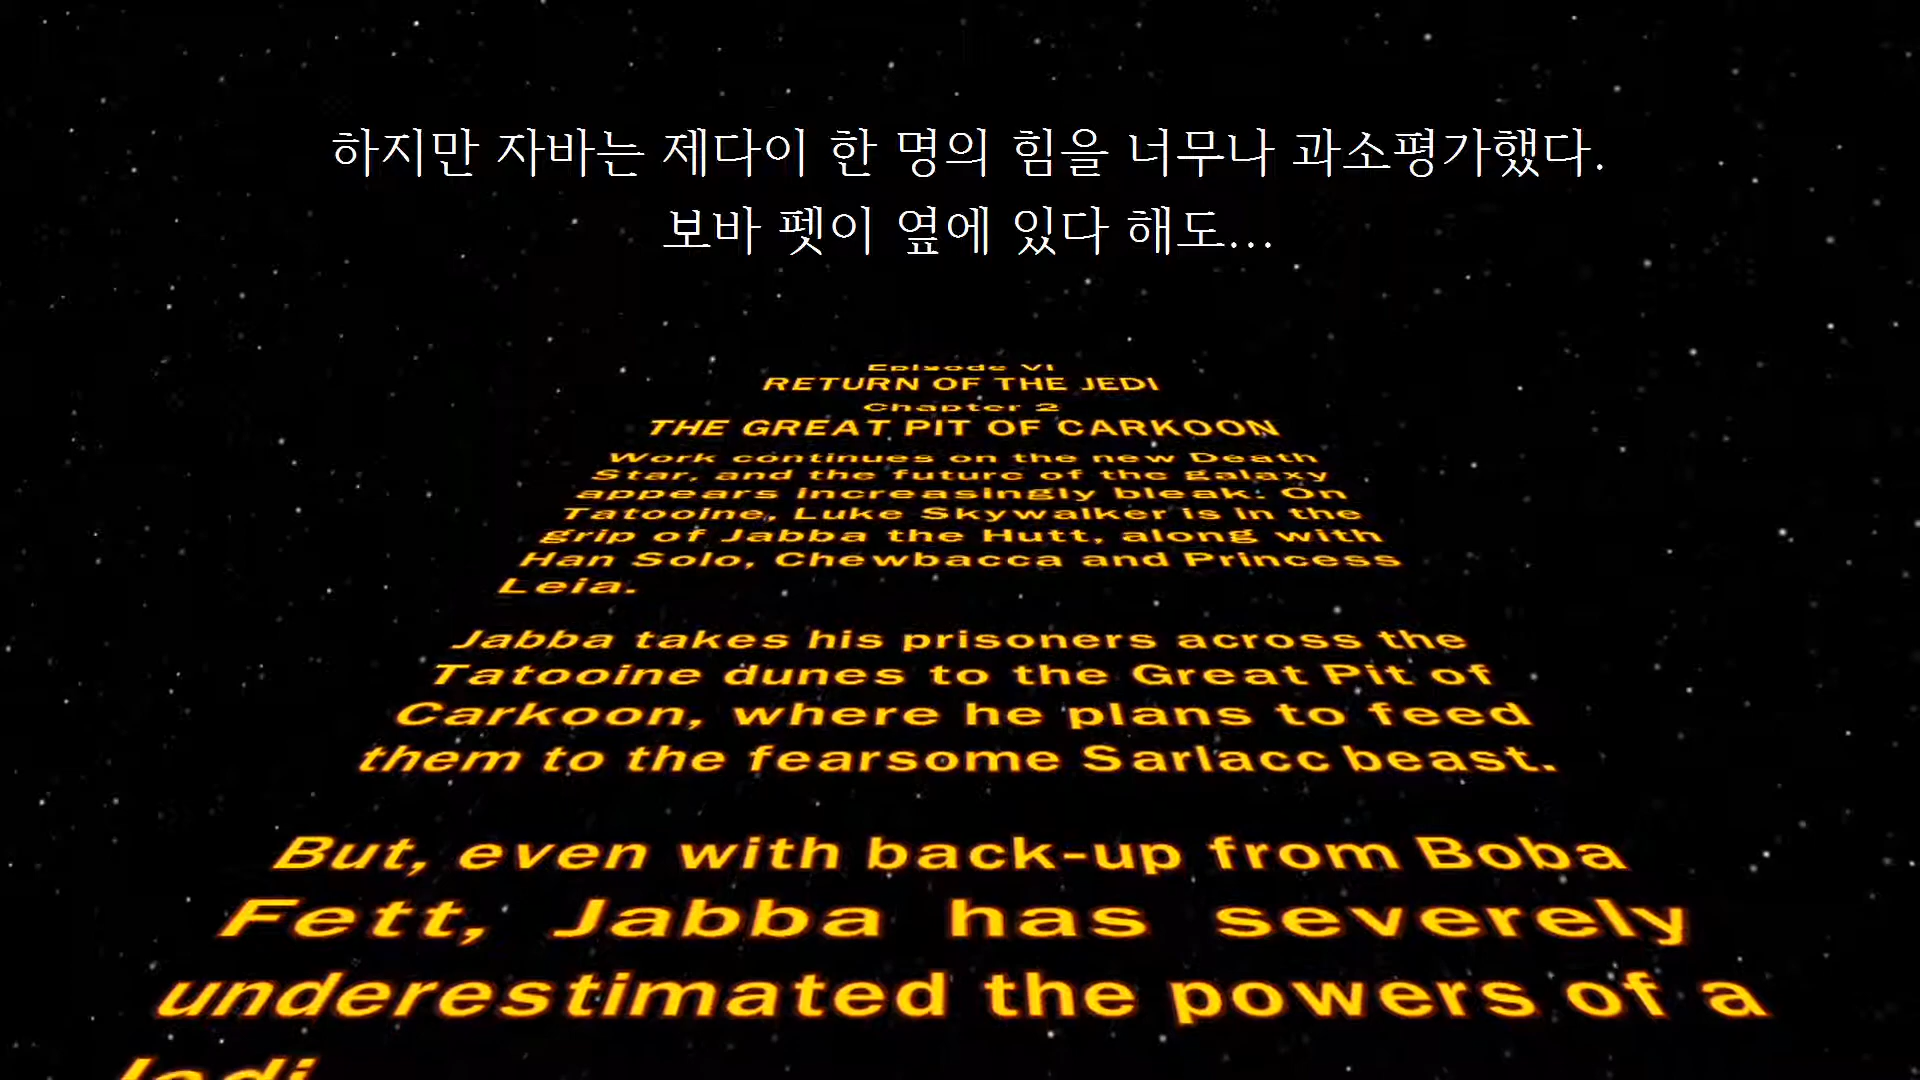 하지만 자바는 제다이 한 명의 힘을 너무나 과소평가했다.
보바 펫이 옆에 있다 해도...
Episode VI
RETURN OF THE JEDI
Chapter 2
THE GREAT PIT OF CARKOON
Work continues on the new Death
Star, and the future of the galaxy
appears increasingly bleak. On
Tatooine, Luke Skywalker is in the
grip of Jabba the Hutt, along with
Han Solo, Chewbacca and Princess
Leia.
Jabba takes his prisoners across the
Tatooine dunes to the Great Pit of
Carkoon, where he plans to feed
them to the fearsome Sarlacc beast.
But, even with back-up from Boba
Fett, Jabba has severely
underestimated the powers of a
Jedi